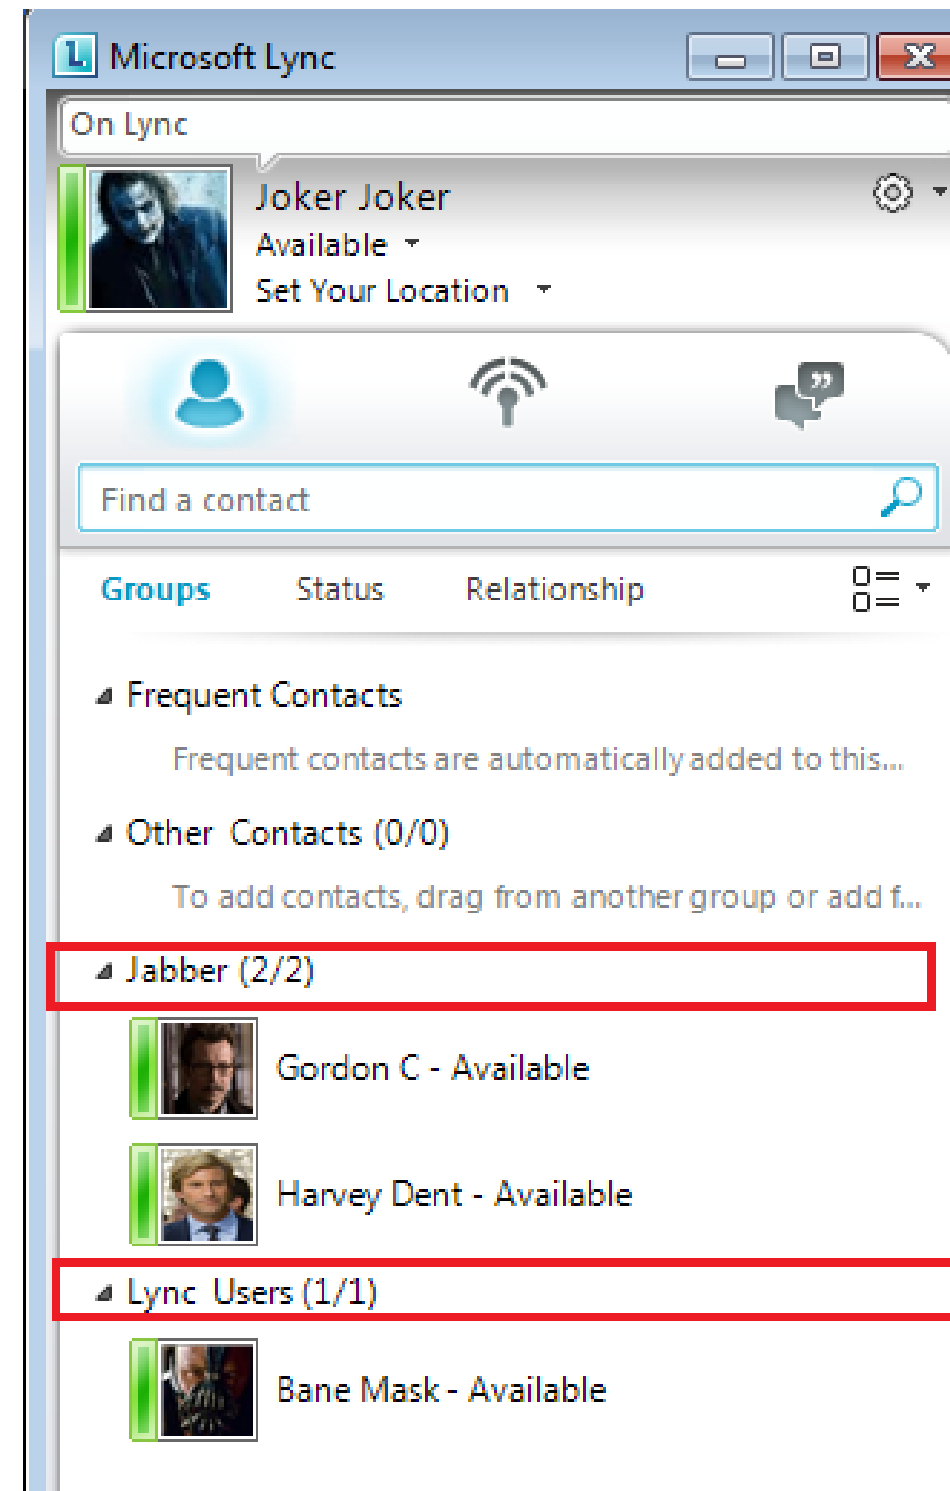 Microsoft Lync
On Lync
Joker Joker
Available
Set Your Location
Find a contact
Groups Status Relationship
Frequent Contacts
Frequent contacts are automatically added to this...
Other Contacts (0/0)
To add contacts, drag from another group or add f...
Jabber (2/2)
Gordon C - Available
Harvey Dent - Available
Lync Users (1/1)
Bane Mask - Available